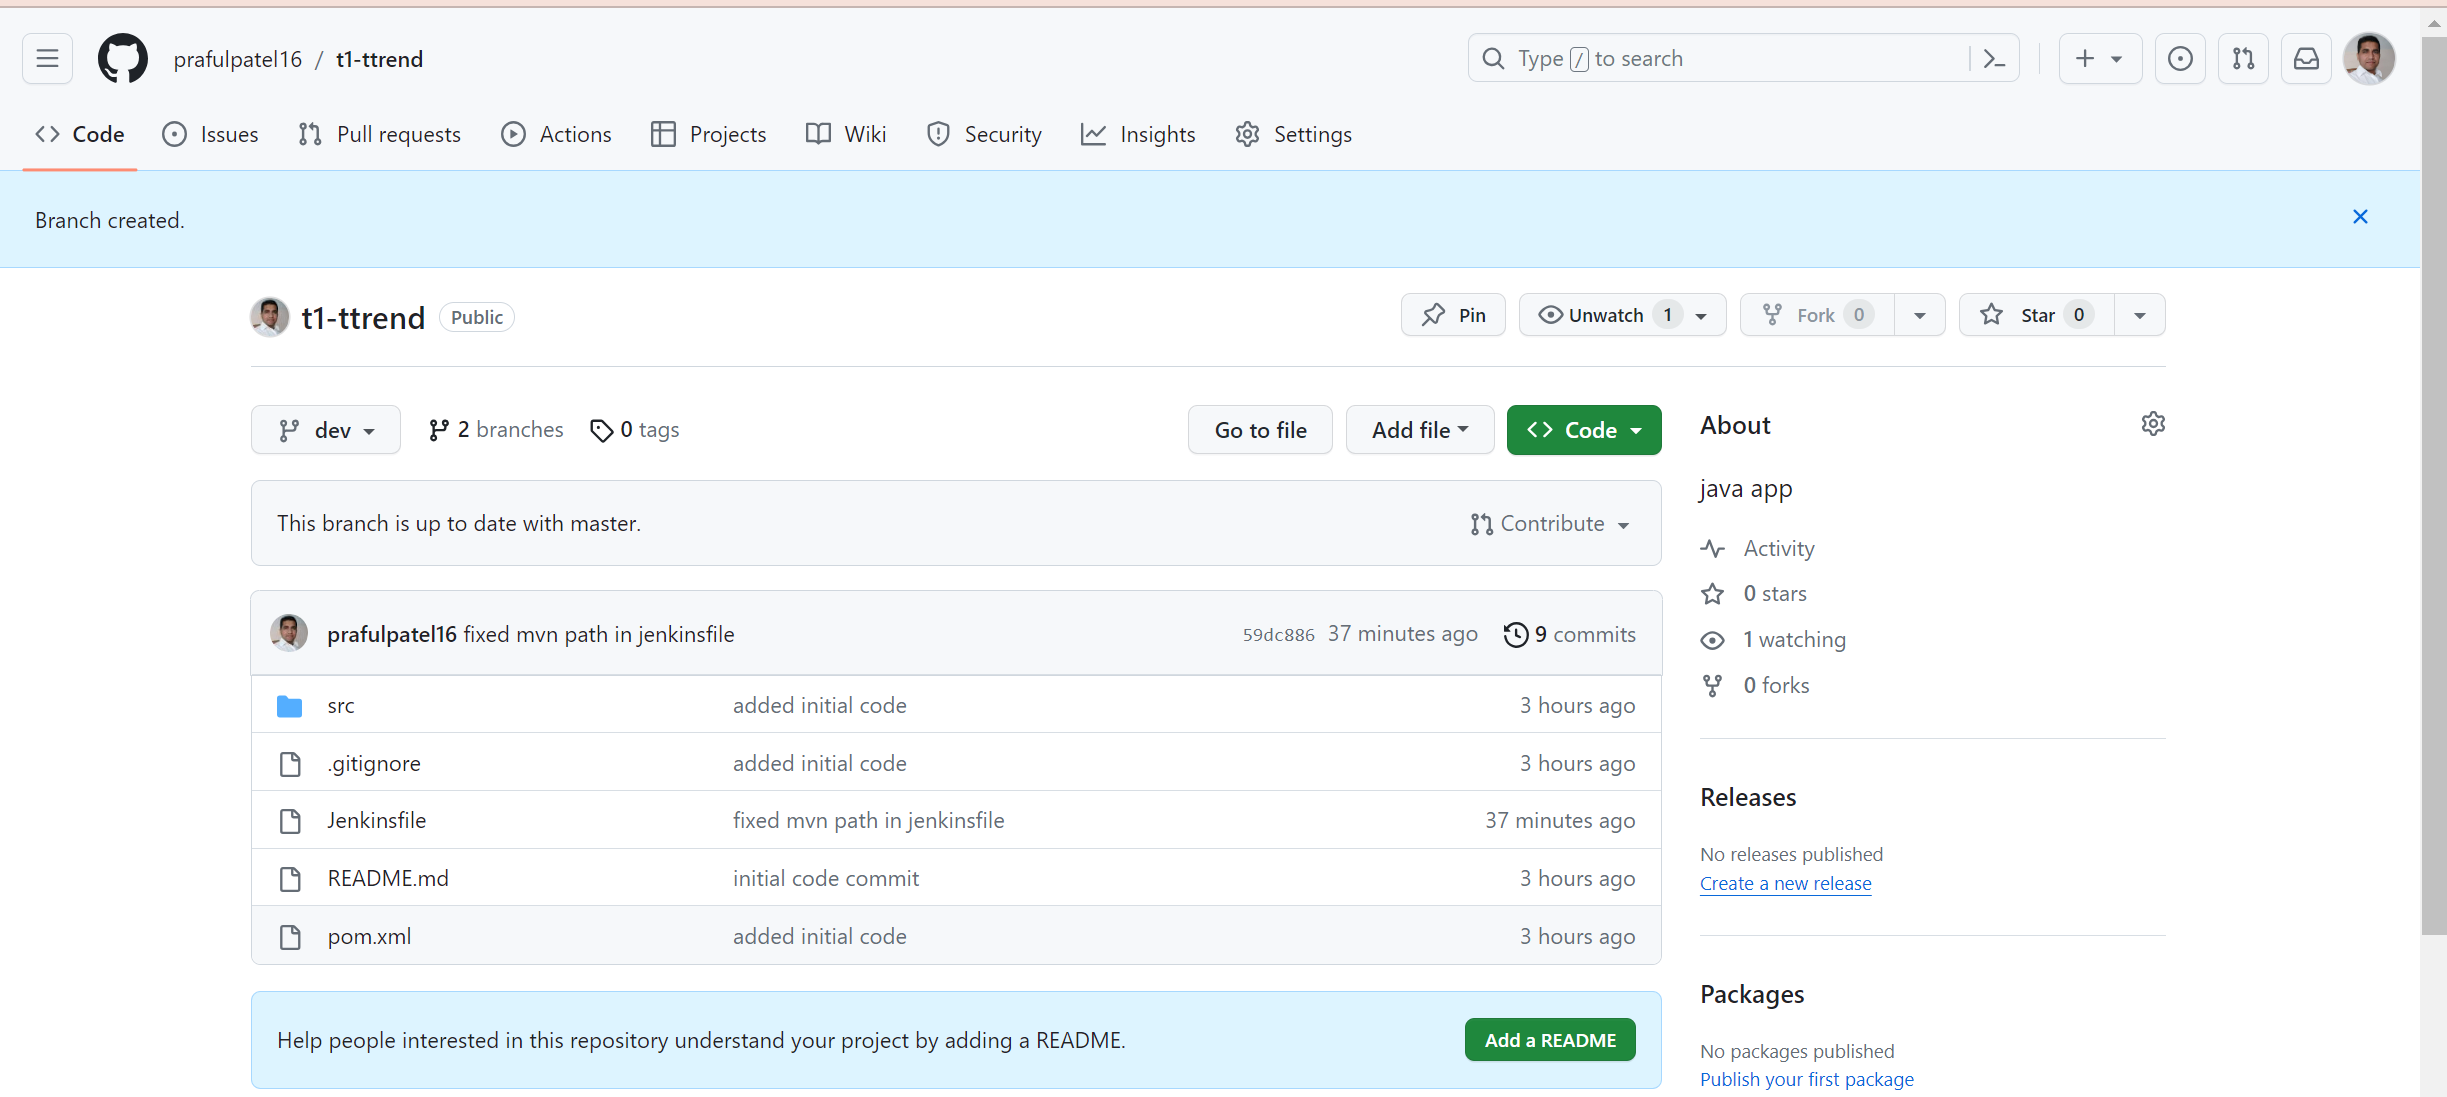 prafulpatel16 / t1-ttrend
Type / to search
Code Issues Pull requests Actions Projects Wiki Security Insights Settings
Branch created.
t1-ttrend Public
Pin Unwatch 1 Fork 0 Star 0
dev 2 branches 0 tags Go to file Add file Code
This branch is up to date with master. Contribute
prafulpatel16 fixed mvn path in jenkinsfile 59dc886 37 minutes ago 9 commits
src added initial code 3 hours ago
.gitignore added initial code 3 hours ago
Jenkinsfile fixed mvn path in jenkinsfile 37 minutes ago
README.md initial code commit 3 hours ago
pom.xml added initial code 3 hours ago
Help people interested in this repository understand your project by adding a README. Add a README
About
java app
Activity
0 stars
1 watching
0 forks
Releases
No releases published
Create a new release
Packages
No packages published
Publish your first package